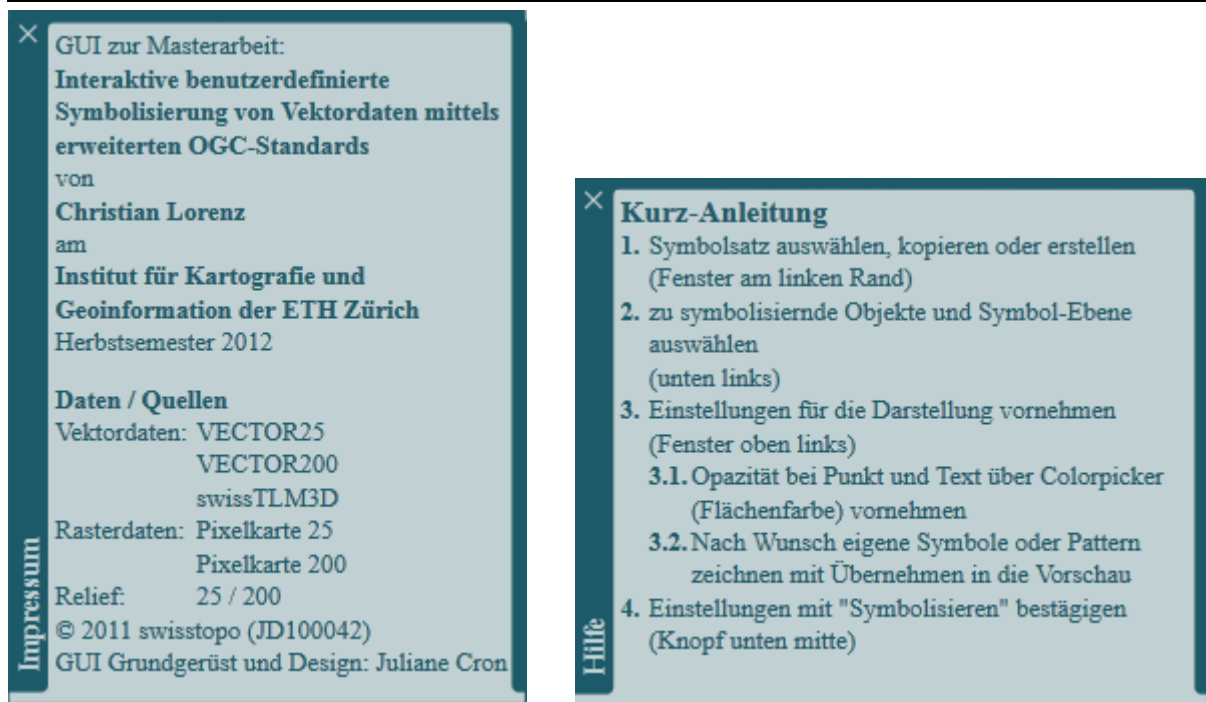 GUI zur Masterarbeit:
Interaktive benutzerdefinierte
Symbolisierung von Vektordaten mittels
erweiterten OGC-Standards
von
Christian Lorenz
am
Institut für Kartografie und
Geoinformation der ETH Zürich
Herbstsemester 2012
Daten / Quellen
Vektordaten: VECTOR25
VECTOR200
swissTLM3D
Rasterdaten: Pixelkarte 25
Pixelkarte 200
Relief: 25 / 200
© 2011 swisstopo (JD100042)
GUI Grundgerüst und Design: Juliane Cron
Impressum
Kurz-Anleitung
1. Symbolsatz auswählen, kopieren oder erstellen
(Fenster am linken Rand)
2. zu symbolisiernde Objekte und Symbol-Ebene
auswählen
(unten links)
3. Einstellungen für die Darstellung vornehmen
(Fenster oben links)
3.1. Opazität bei Punkt und Text über Colorpicker
(Flächenfarbe) vornehmen
3.2. Nach Wunsch eigene Symbole oder Pattern
zeichnen mit Übernehmen in die Vorschau
4. Einstellungen mit "Symbolisieren" bestägigen
(Knopf unten mitte)
Hilfe